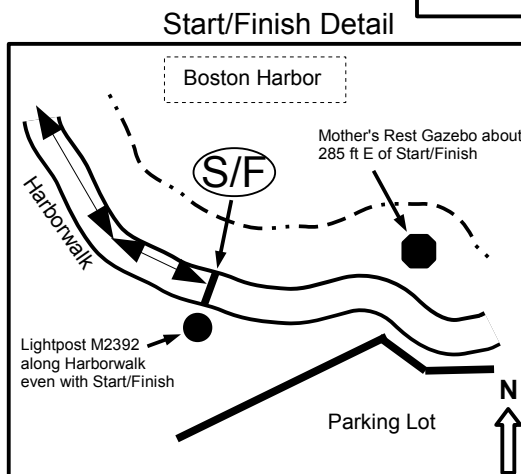 Start/Finish Detail
Boston Harbor
Mother's Rest Gazebo about
285 ft E of Start/Finish
S/F
Harborwalk
Lightpost M2392
along Harborwalk
even with Start/Finish
Parking Lot
N